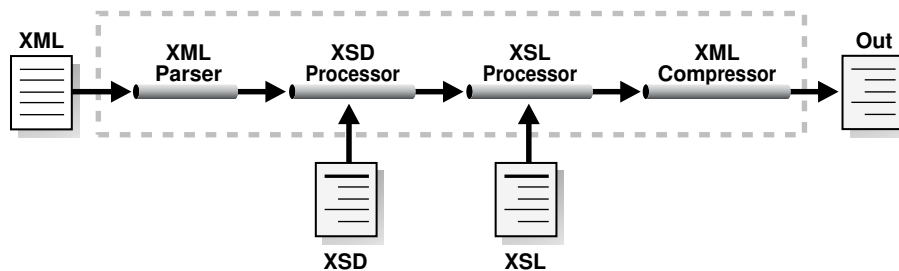 XML
XML
Parser
XSD
Processor
XSL
Processor
XML
Compressor
Out
XSD
XSL